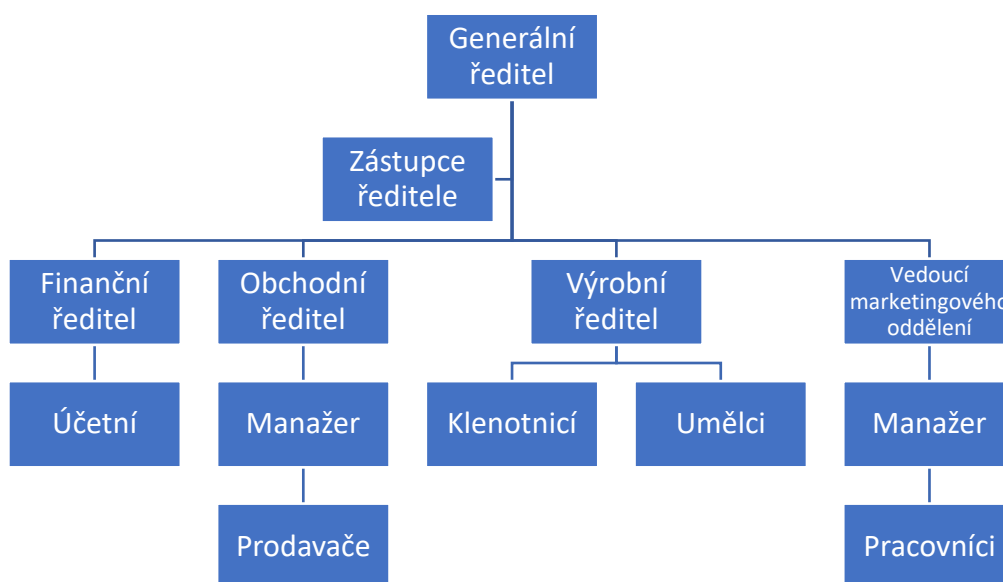 Generální
ředitel
Zástupce
ředitele
Finanční
ředitel
Obchodní
ředitel
Výrobní
ředitel
Vedoucí
marketingového
oddělení
Účetní
Manažer
Klenotnicí
Umělci
Manažer
Prodavače
Pracovníci